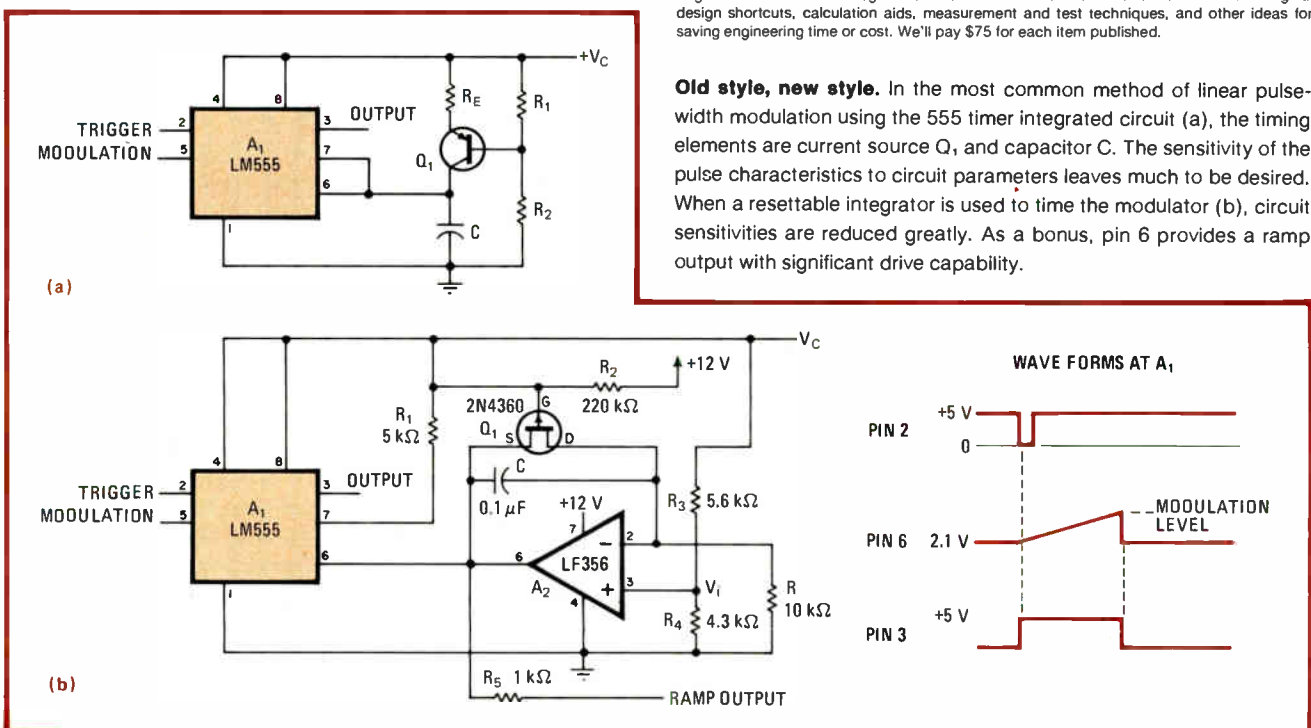 design shortcuts, calculation aids, measurement and test techniques, and other ideas for
saving engineering time or cost. We'll pay $75 for each item published.
Old style, new style. In the most common method of linear pulse-
width modulation using the 555 timer integrated circuit (a), the timing
elements are current source Q₁ and capacitor C. The sensitivity of the
pulse characteristics to circuit parameters leaves much to be desired.
When a resettable integrator is used to time the modulator (b), circuit
sensitivities are reduced greatly. As a bonus, pin 6 provides a ramp
output with significant drive capability.
+V_C
4
8
R_E
R₁
OUTPUT
TRIGGER
2
3
MODULATION
5
A₁
LM555
7
Q₁
6
R₂
1
C
(a)
V_C
+12 V
R₂
220 kΩ
2N4360
G
Q₁
S
D
R₁
5 kΩ
4
8
C
0.1 µF
OUTPUT
TRIGGER
2
3
MODULATION
5
A₁
LM555
7
6
1
+12 V
7
R₃
5.6 kΩ
6
2
−
LF356
A₂
+
3
4
V_i
R₄
4.3 kΩ
R
10 kΩ
R₅ 1 kΩ
RAMP OUTPUT
(b)
WAVE FORMS AT A₁
PIN 2
+5 V
0
PIN 6
2.1 V
MODULATION
LEVEL
PIN 3
+5 V